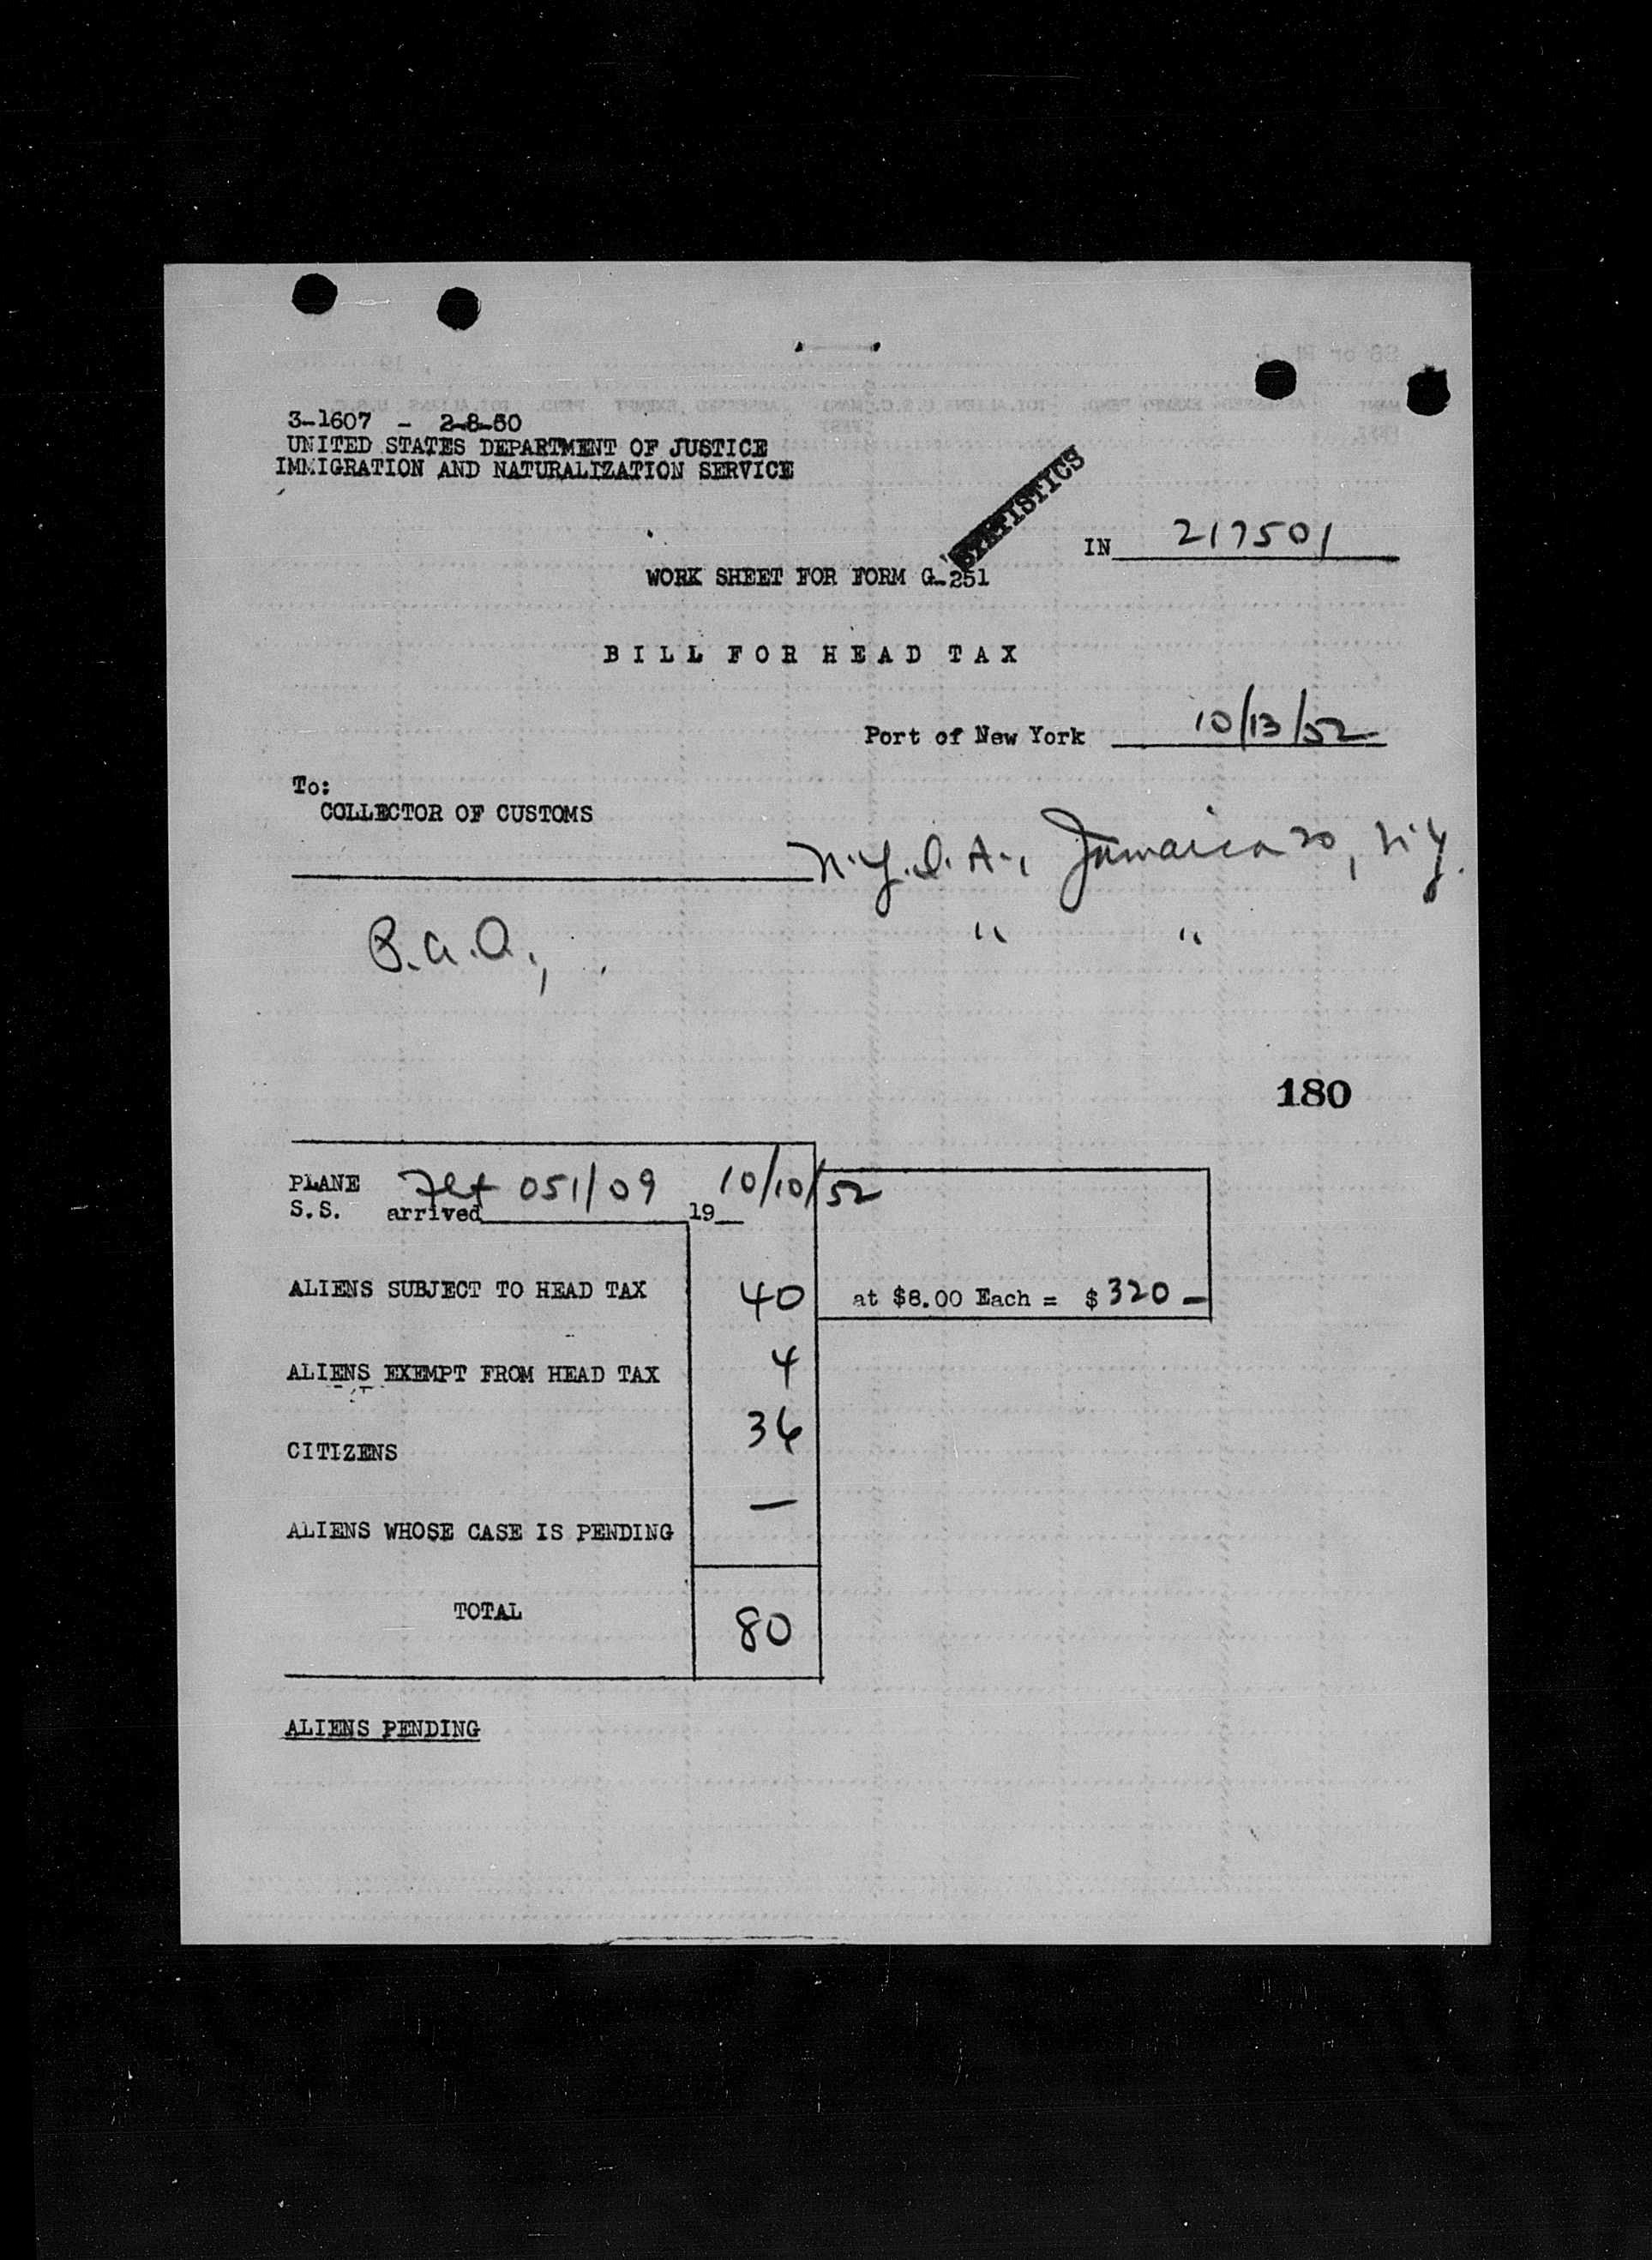 3-1607 - 2-8-50
UNITED STATES DEPARTMENT OF JUSTICE
IMMIGRATION AND NATURALIZATION SERVICE
STATISTICS
IN 217501
WORK SHEET FOR FORM G-251
BILL FOR HEAD TAX
Port of New York 10/13/52
To:
COLLECTOR OF CUSTOMS
N.Y.I.A., Jamaica 30, N.Y.
B.O.A., " "
180
PLANE Flt 051/09 10/10/52
S.S. arrived 19
ALIENS SUBJECT TO HEAD TAX 40 at $8.00 Each = $ 320 -
ALIENS EXEMPT FROM HEAD TAX 4
CITIZENS 36
ALIENS WHOSE CASE IS PENDING —
TOTAL 80
ALIENS PENDING